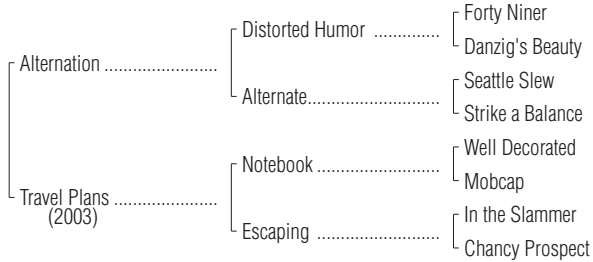 Forty Niner
Distorted Humor ..............
Danzig's Beauty
Alternation ........................
Seattle Slew
Alternate............................
Strike a Balance
Well Decorated
Notebook ..........................
Mobcap
Travel Plans ......................
(2003)
In the Slammer
Escaping ..........................
Chancy Prospect